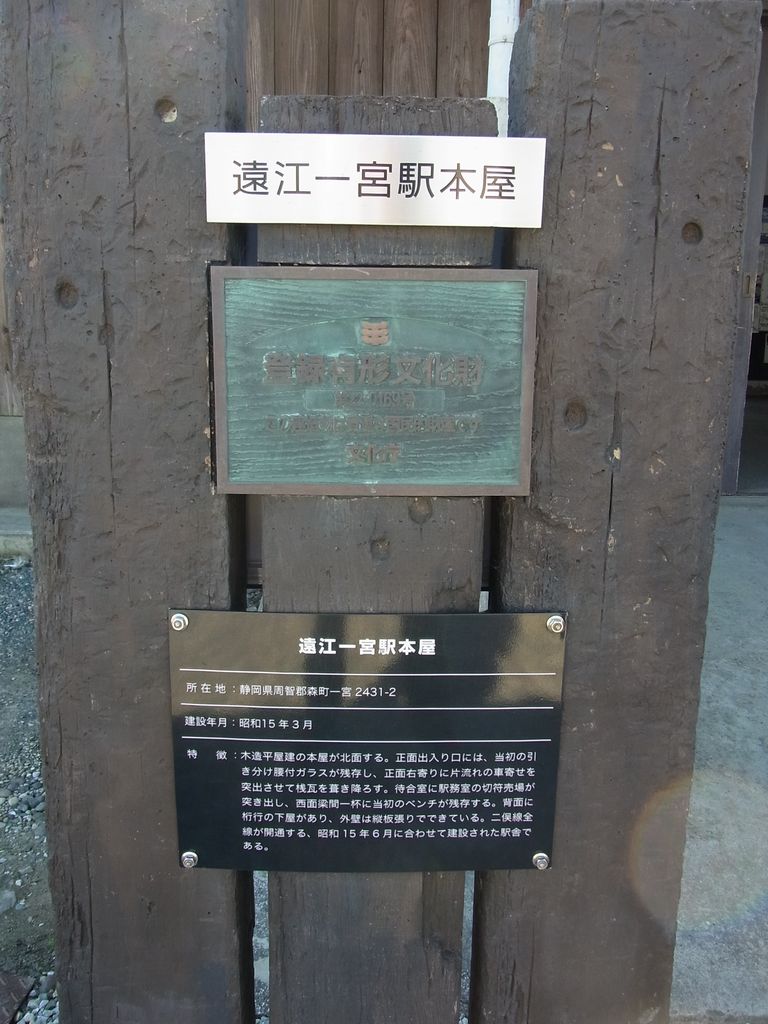 遠江一宮駅本屋
登録有形文化財
文化庁
遠江一宮駅本屋
所在地：静岡県周智郡森町一宮2431-2
建設年月：昭和15年3月
特　徴：木造平屋建の本屋が北面する。正面出入り口には、当初の引
き分け腰付ガラスが残存し、正面右寄りに片流れの車寄せを
突出させて桟瓦を葺き降ろす。待合室に駅務室の切符売場が
突き出し、西面梁間一杯に当初のベンチが残存する。背面に
桁行の下屋があり、外壁は縦板張りでできている。二俣線全
線が開通する、昭和15年6月に合わせて建設された駅舎で
ある。